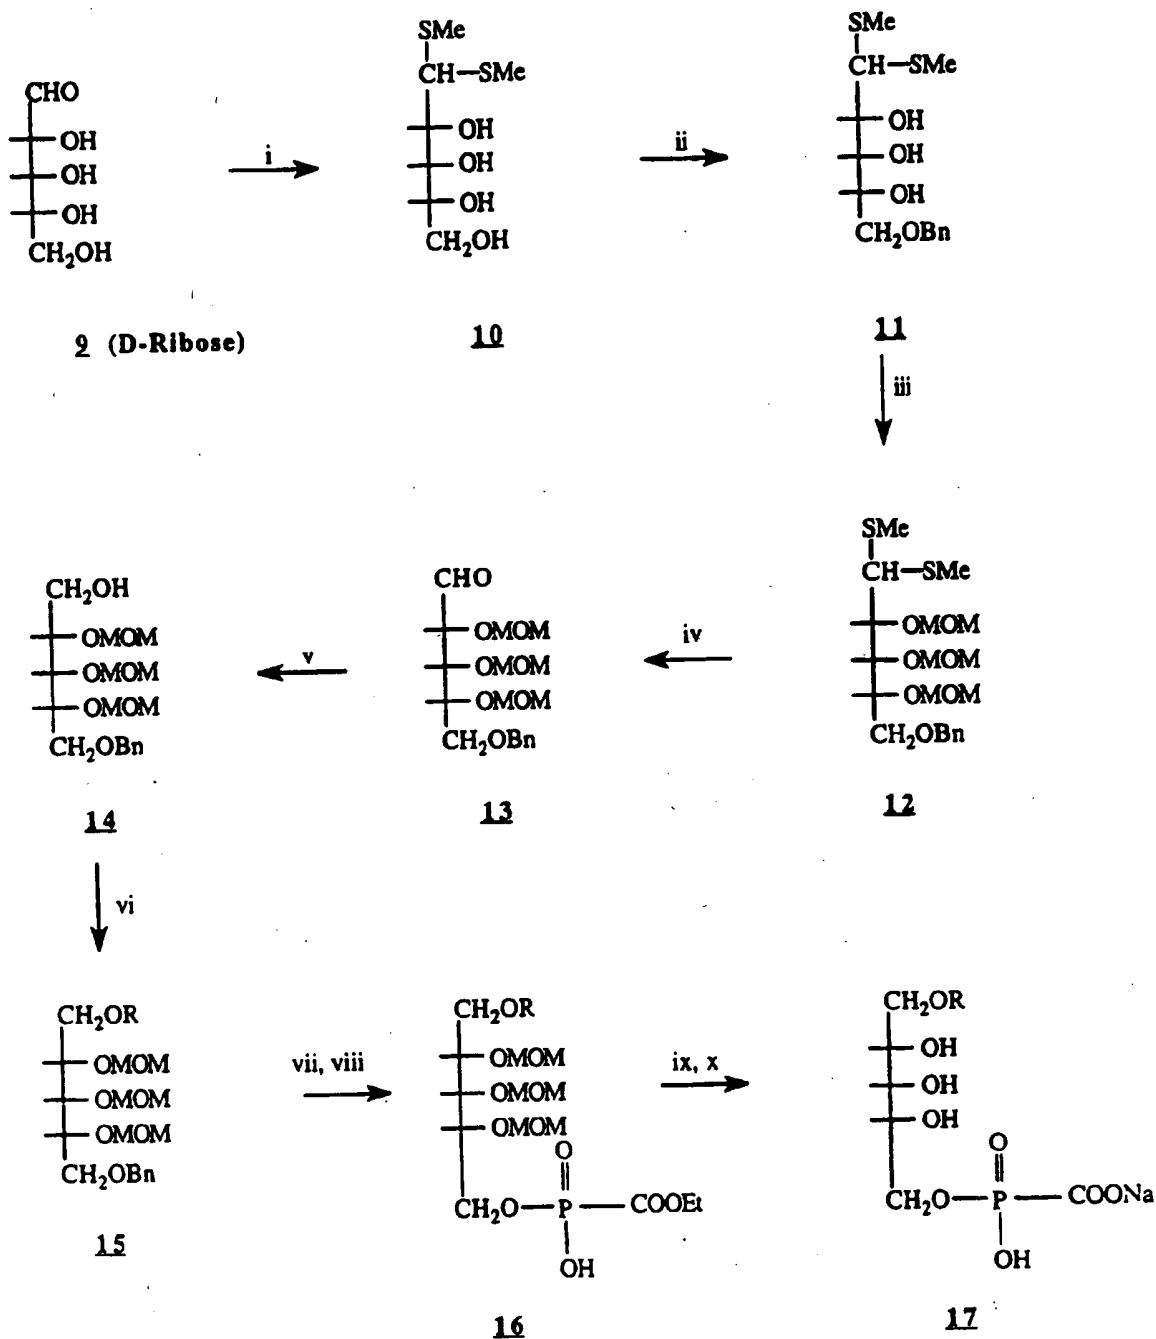 CHO
OH
OH
OH
CH₂OH
9 (D-Ribose)
i
SMe
CH—SMe
OH
OH
OH
CH₂OH
10
ii
SMe
CH—SMe
OH
OH
OH
CH₂OBn
11
iii
SMe
CH—SMe
OMOM
OMOM
OMOM
CH₂OBn
12
iv
CHO
OMOM
OMOM
OMOM
CH₂OBn
13
v
CH₂OH
OMOM
OMOM
OMOM
CH₂OBn
14
vi
CH₂OR
OMOM
OMOM
OMOM
CH₂OBn
15
vii, viii
CH₂OR
OMOM
OMOM
OMOM
O
CH₂O—P—COOEt
OH
16
ix, x
CH₂OR
OH
OH
OH
O
CH₂O—P—COONa
OH
17